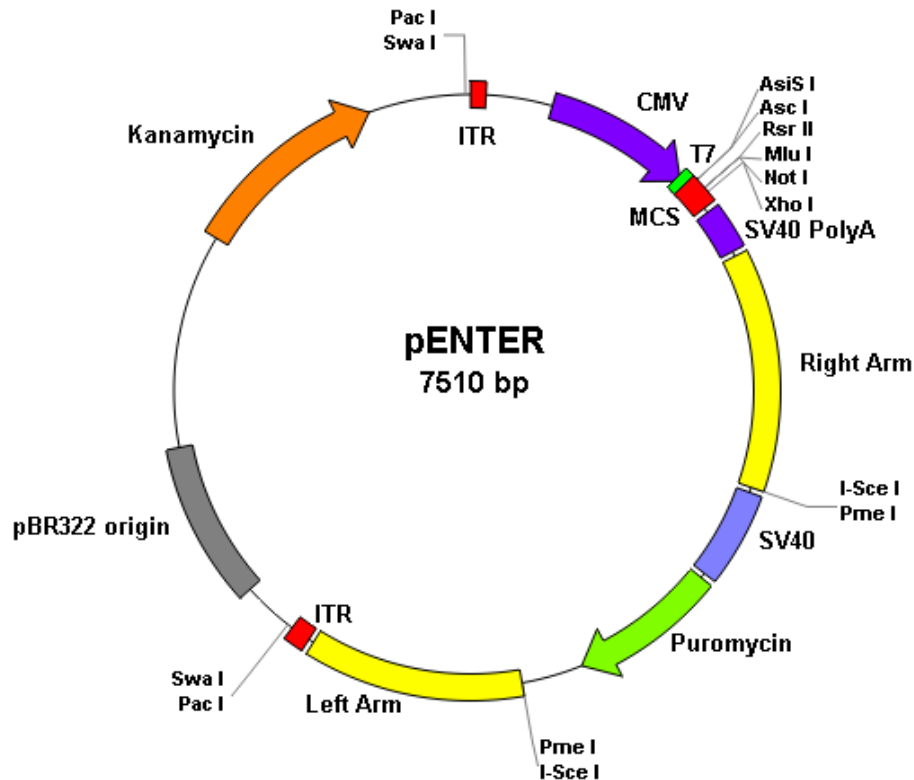 Pac I
Swa I
ITR
CMV
T7
AsiS I
Asc I
Rsr II
Mlu I
Not I
Xho I
MCS
SV40 PolyA
Kanamycin
pENTER
7510 bp
Right Arm
I-Sce I
Pme I
SV40
pBR322 origin
ITR
Puromycin
Swa I
Pac I
Left Arm
Pme I
I-Sce I